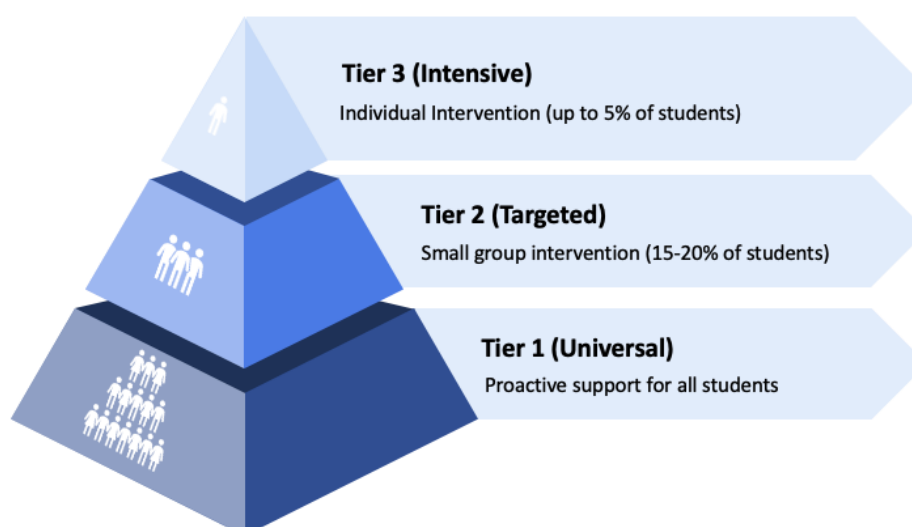 Tier 3 (Intensive)
Individual Intervention (up to 5% of students)
Tier 2 (Targeted)
Small group intervention (15-20% of students)
Tier 1 (Universal)
Proactive support for all students